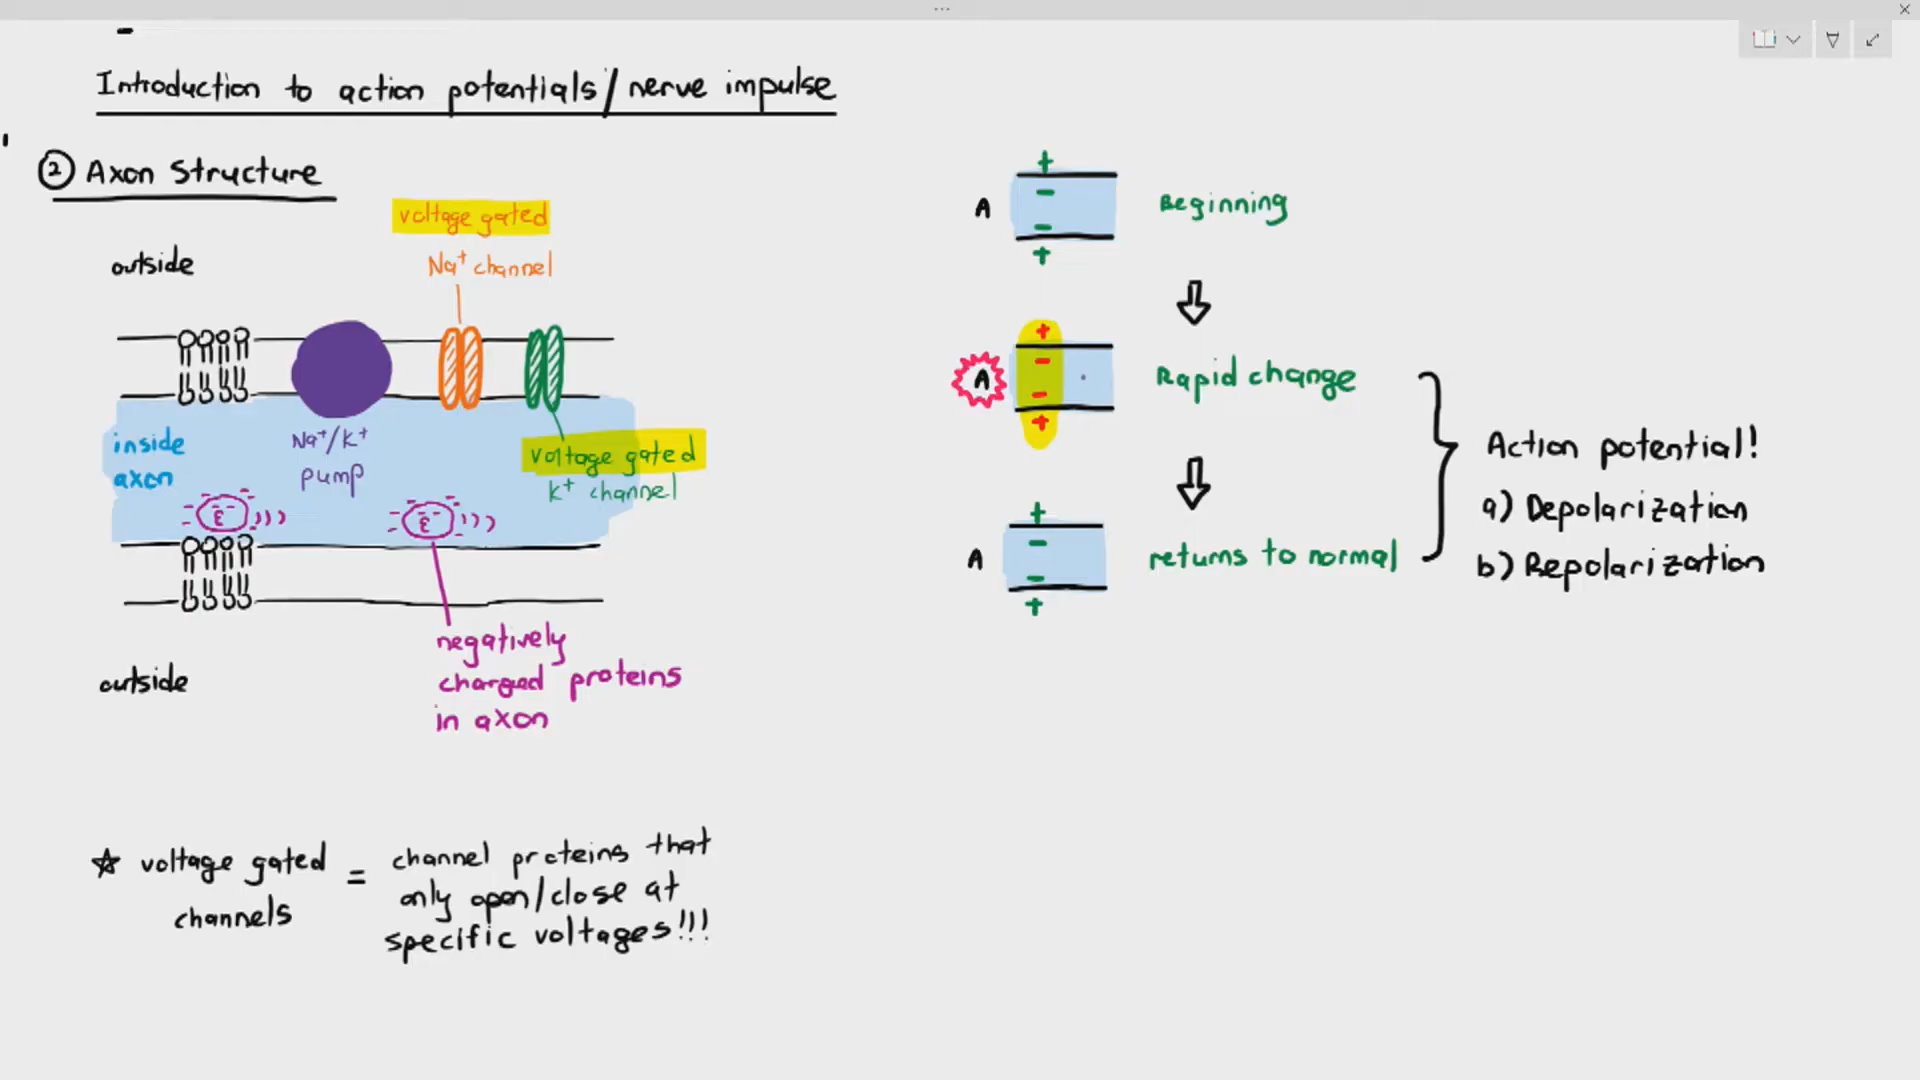 Introduction to action potentials/nerve impulse
② Axon Structure
outside
voltage gated
Na⁺ channel
inside
axon
Na⁺/K⁺
pump
voltage gated
K⁺ channel
outside
negatively
charged proteins
in axon
☆ voltage gated
channels
=
channel proteins that
only open/close at
specific voltages!!!
+
A
-
Beginning
-
+
+
-
A
Rapid change
-
+
+
-
A
returns to normal
-
+
Action potential!
a) Depolarization
b) Repolarization